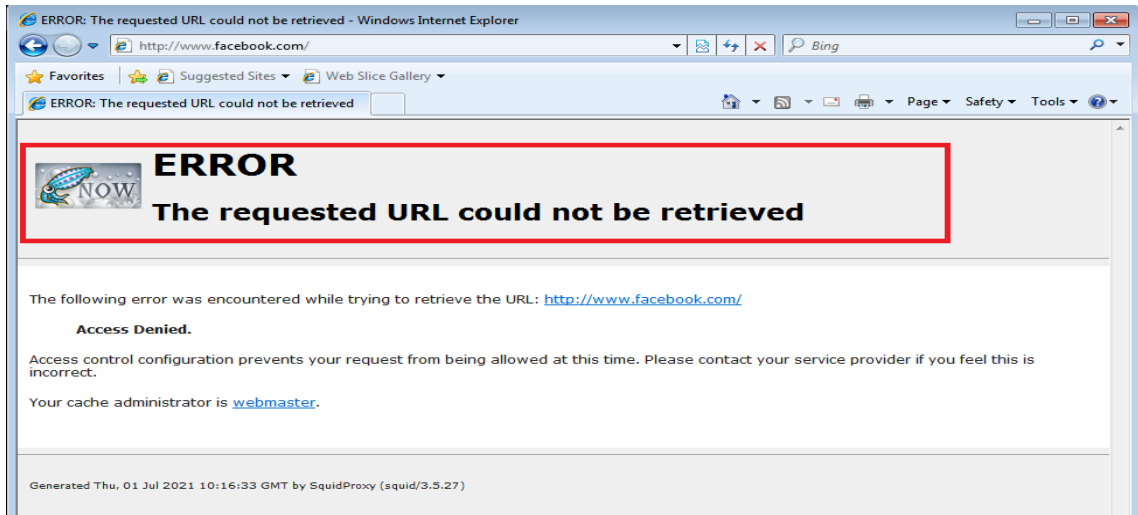 ERROR: The requested URL could not be retrieved - Windows Internet Explorer
http://www.facebook.com/ Bing
Favorites Suggested Sites Web Slice Gallery
ERROR: The requested URL could not be retrieved Page Safety Tools
ERROR
NOW
The requested URL could not be retrieved
The following error was encountered while trying to retrieve the URL: http://www.facebook.com/
Access Denied.
Access control configuration prevents your request from being allowed at this time. Please contact your service provider if you feel this is
incorrect.
Your cache administrator is webmaster.
Generated Thu, 01 Jul 2021 10:16:33 GMT by SquidProxy (squid/3.5.27)